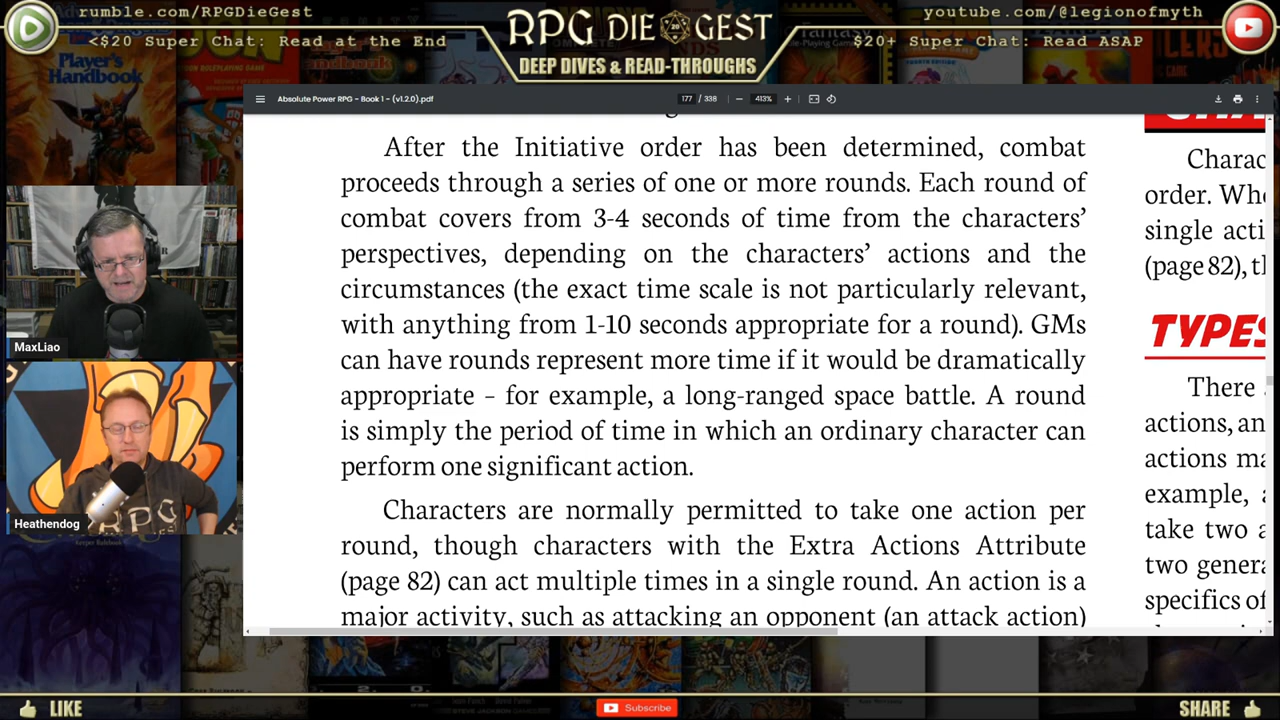 rumble.com/RPGDieGest
<$20 Super Chat: Read at the End
RPG DIE GEST
DEEP DIVES & READ-THROUGHS
youtube.com/@legionofmyth
$20+ Super Chat: Read ASAP
Player's
Handbook
Absolute Power RPG - Book 1 - (v1.2.0).pdf
177 / 338
413%
After the Initiative order has been determined, combat
proceeds through a series of one or more rounds. Each round of
combat covers from 3-4 seconds of time from the characters'
perspectives, depending on the characters' actions and the
circumstances (the exact time scale is not particularly relevant,
with anything from 1-10 seconds appropriate for a round). GMs
can have rounds represent more time if it would be dramatically
appropriate – for example, a long-ranged space battle. A round
is simply the period of time in which an ordinary character can
perform one significant action.
Characters are normally permitted to take one action per
round, though characters with the Extra Actions Attribute
(page 82) can act multiple times in a single round. An action is a
major activity, such as attacking an opponent (an attack action)
Charac
order. Whe
single acti
(page 82), tl
TYPES
There
actions, an
actions ma
example, a
take two a
two genera
specifics of
MaxLiao
Heathendog
RPG
LIKE
Subscribe
SHARE